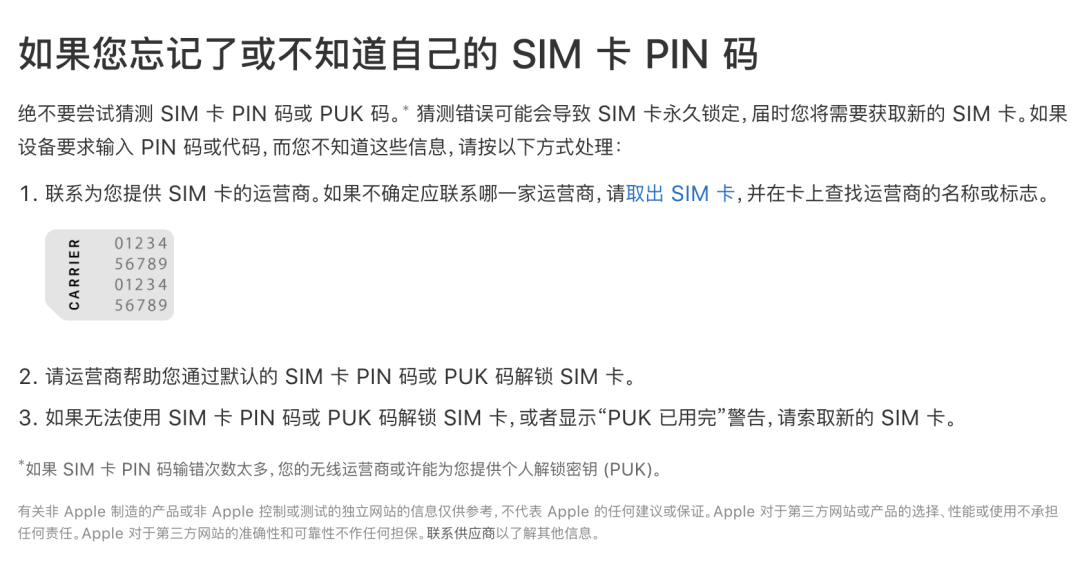 如果您忘记了或不知道自己的 SIM 卡 PIN 码
绝不要尝试猜测 SIM 卡 PIN 码或 PUK 码。* 猜测错误可能会导致 SIM 卡永久锁定，届时您将需要获取新的 SIM 卡。如果
设备要求输入 PIN 码或代码，而您不知道这些信息，请按以下方式处理：
1. 联系为您提供 SIM 卡的运营商。如果不确定应联系哪一家运营商，请取出 SIM 卡，并在卡上查找运营商的名称或标志。
CARRIER
01234
56789
01234
56789
2. 请运营商帮助您通过默认的 SIM 卡 PIN 码或 PUK 码解锁 SIM 卡。
3. 如果无法使用 SIM 卡 PIN 码或 PUK 码解锁 SIM 卡，或者显示“PUK 已用完”警告，请索取新的 SIM 卡。
*如果 SIM 卡 PIN 码输错次数太多，您的无线运营商或许能为您提供个人解锁密钥 (PUK)。
有关非 Apple 制造的产品或非 Apple 控制或测试的独立网站的信息仅供参考，不代表 Apple 的任何建议或保证。Apple 对于第三方网站或产品的选择、性能或使用不承担
任何责任。Apple 对于第三方网站的准确性和可靠性不作任何担保。联系供应商以了解其他信息。